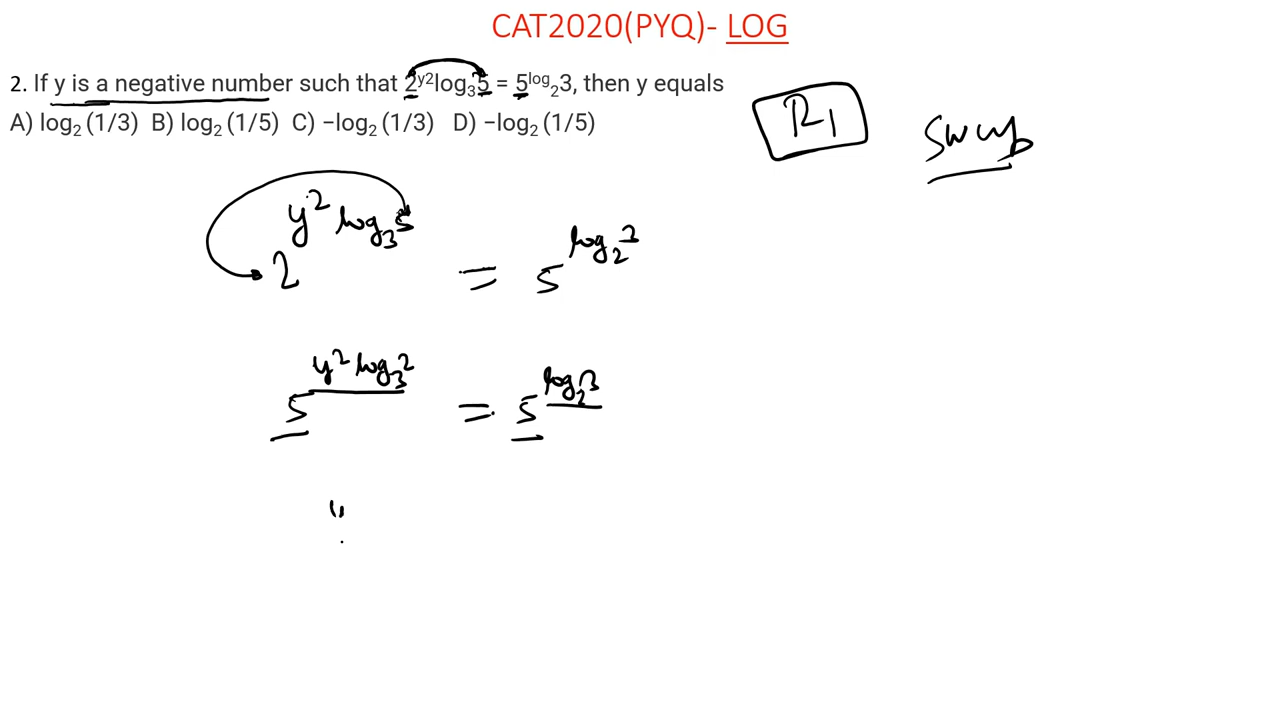 CAT2020(PYQ)- LOG
2. If y is a negative number such that 2^y2 log₃5 = 5^log₂3, then y equals
A) log₂ (1/3) B) log₂ (1/5) C) −log₂ (1/3) D) −log₂ (1/5)
R1 swap
2^y² log₃5 = 5^log₂3
5^y² log₃2 = 5^log₂3
y